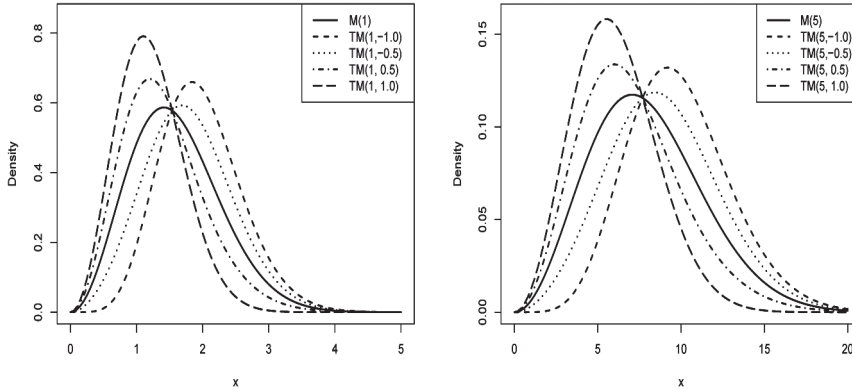 M(1)
TM(1,−1.0)
TM(1,−0.5)
TM(1, 0.5)
TM(1, 1.0)
Density
0.8
0.6
0.4
0.2
0.0
0 1 2 3 4 5
x
M(5)
TM(5,−1.0)
TM(5,−0.5)
TM(5, 0.5)
TM(5, 1.0)
Density
0.15
0.10
0.05
0.00
0 5 10 15 20
x